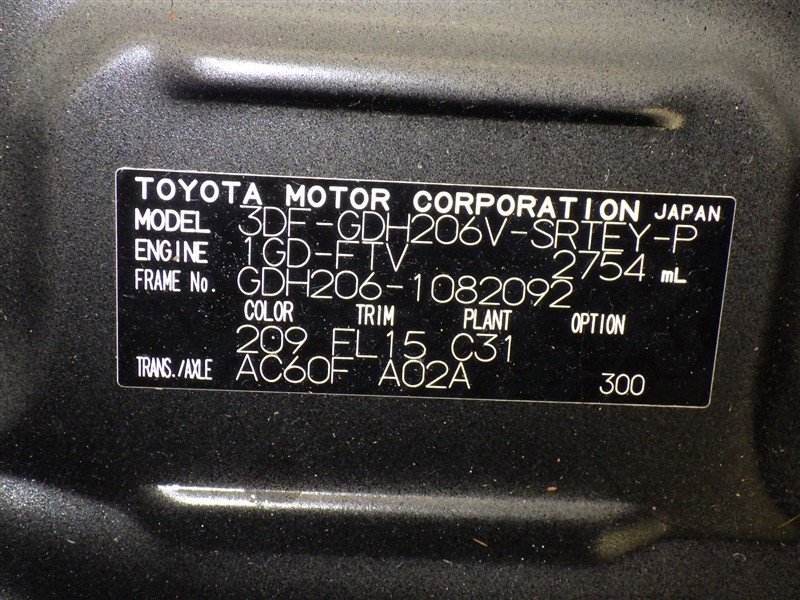 TOYOTA MOTOR CORPORATION JAPAN
MODEL 3DF-GDH206V-SRTEY-P
ENGINE 1GD-FTV 2754 mL
FRAME No. GDH206-1082092
COLOR TRIM PLANT OPTION
209 FL15 C31
TRANS./AXLE AC60F A02A 300